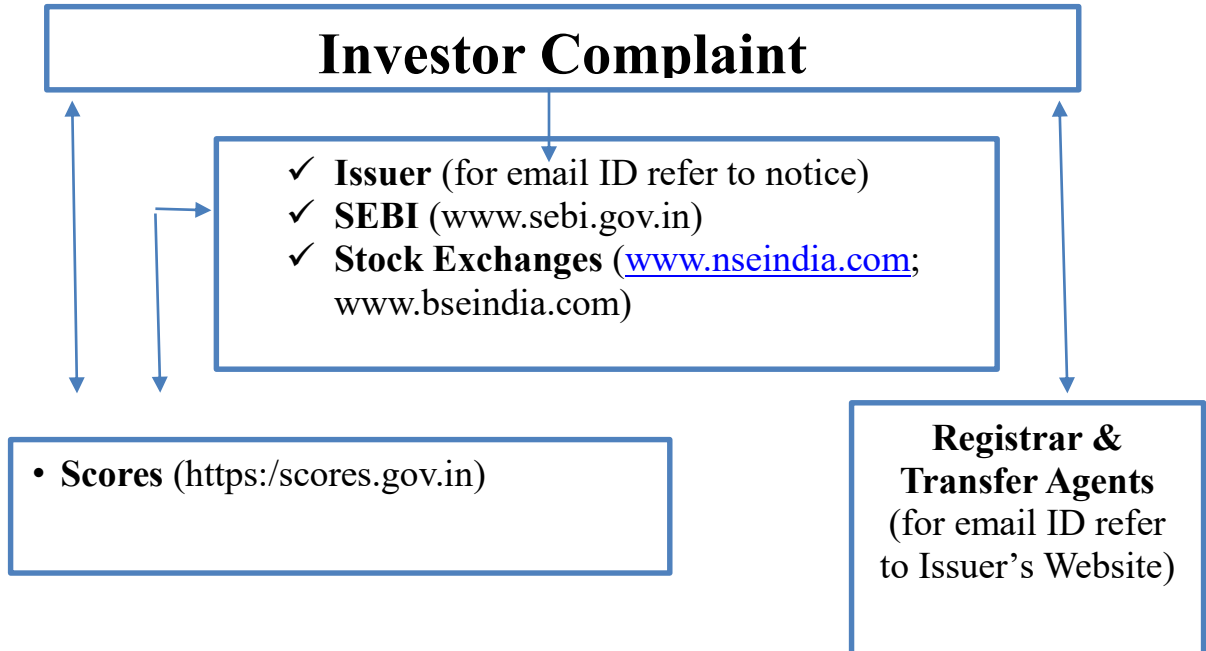 Investor Complaint
✓ Issuer (for email ID refer to notice)
✓ SEBI (www.sebi.gov.in)
✓ Stock Exchanges (www.nseindia.com;
www.bseindia.com)
• Scores (https:/scores.gov.in)
Registrar &
Transfer Agents
(for email ID refer
to Issuer’s Website)